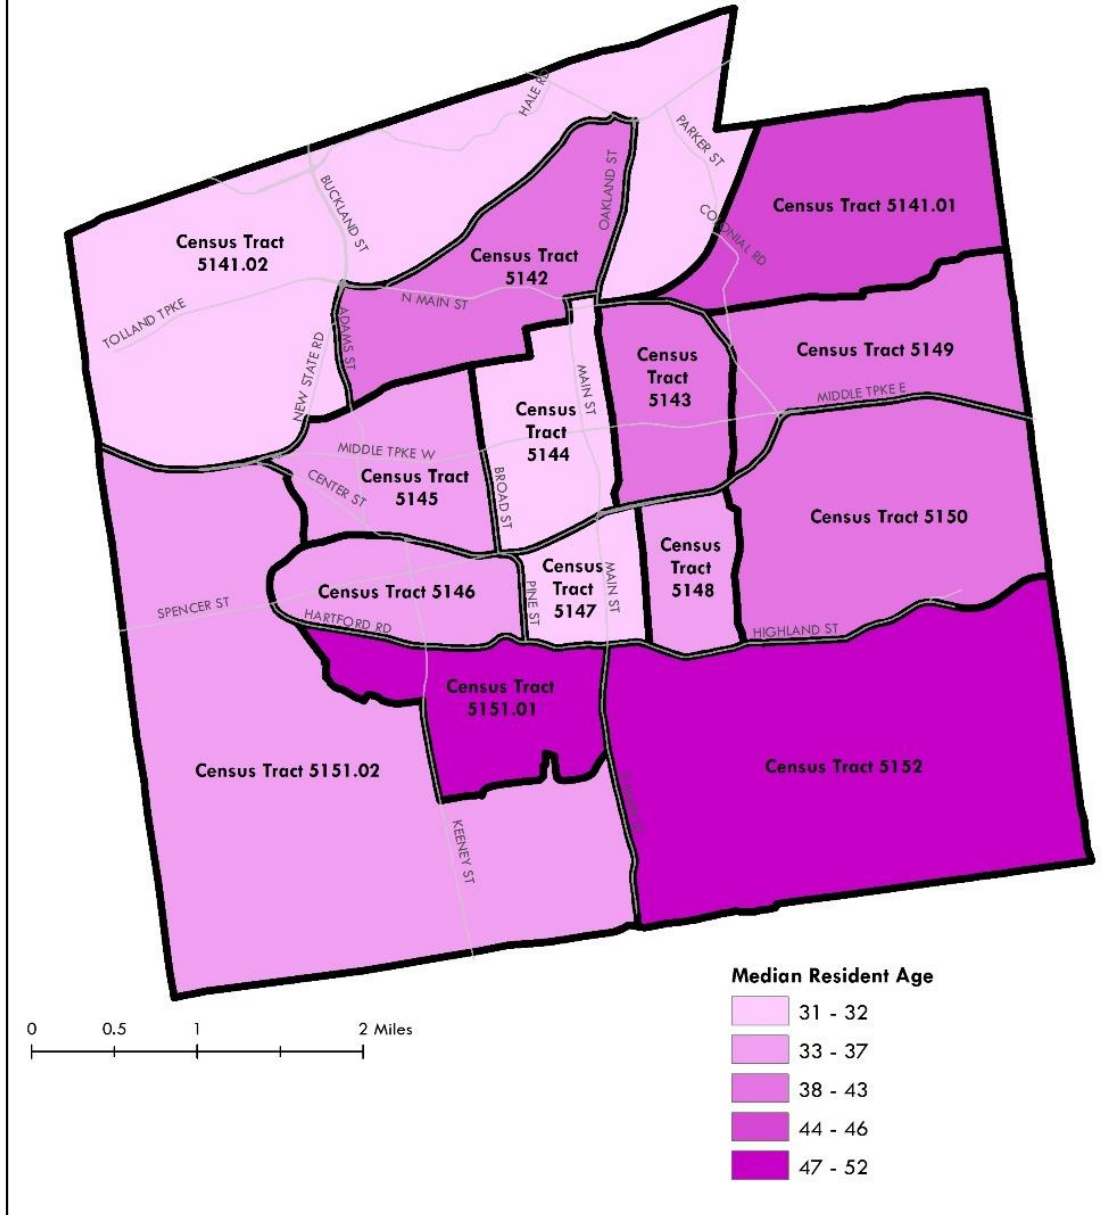 HALE RD
PARKER ST
BUCKLAND ST
OAKLAND ST
Census Tract 5141.01
COLONIAL RD
Census Tract
5141.02
Census Tract
5142
N MAIN ST
TOLLAND TPKE
ADAMS ST
NEW STATE RD
MAIN ST
Census
Tract
5143
Census Tract 5149
MIDDLE TPKE E
Census
Tract
5144
MIDDLE TPKE W
CENTER ST
Census Tract
5145
BROAD ST
Census Tract 5150
Census
Tract
5148
Census
Tract
5147
MAIN ST
PINE ST
Census Tract 5146
SPENCER ST
HARTFORD RD
HIGHLAND ST
Census Tract
5151.01
Census Tract 5151.02
Census Tract 5152
KEENEY ST
Median Resident Age
31 - 32
33 - 37
38 - 43
44 - 46
47 - 52
0 0.5 1 2 Miles